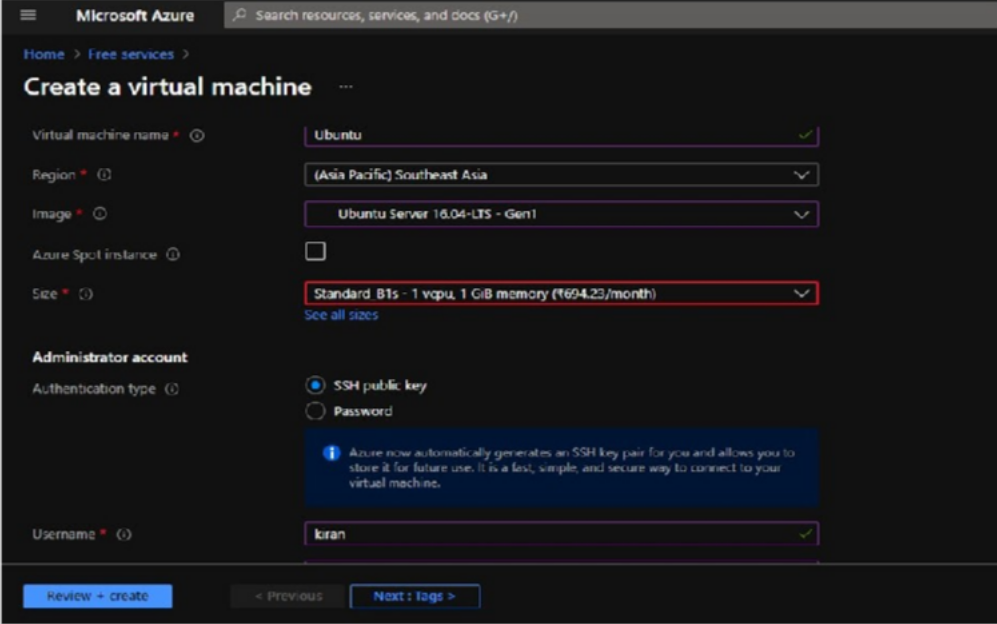 Microsoft Azure
Search resources, services, and docs (G+/)
Home > Free services >
Create a virtual machine ...
Virtual machine name *
Ubuntu
Region *
(Asia Pacific) Southeast Asia
Image *
Ubuntu Server 16.04-LTS - Gen1
Azure Spot instance
Size *
Standard_B1s - 1 vcpu, 1 GiB memory (₹694.23/month)
See all sizes
Administrator account
Authentication type
SSH public key
Password
Azure now automatically generates an SSH key pair for you and allows you to
store it for future use. It is a fast, simple, and secure way to connect to your
virtual machine.
Username *
kiran
Review + create
< Previous
Next : Tags >